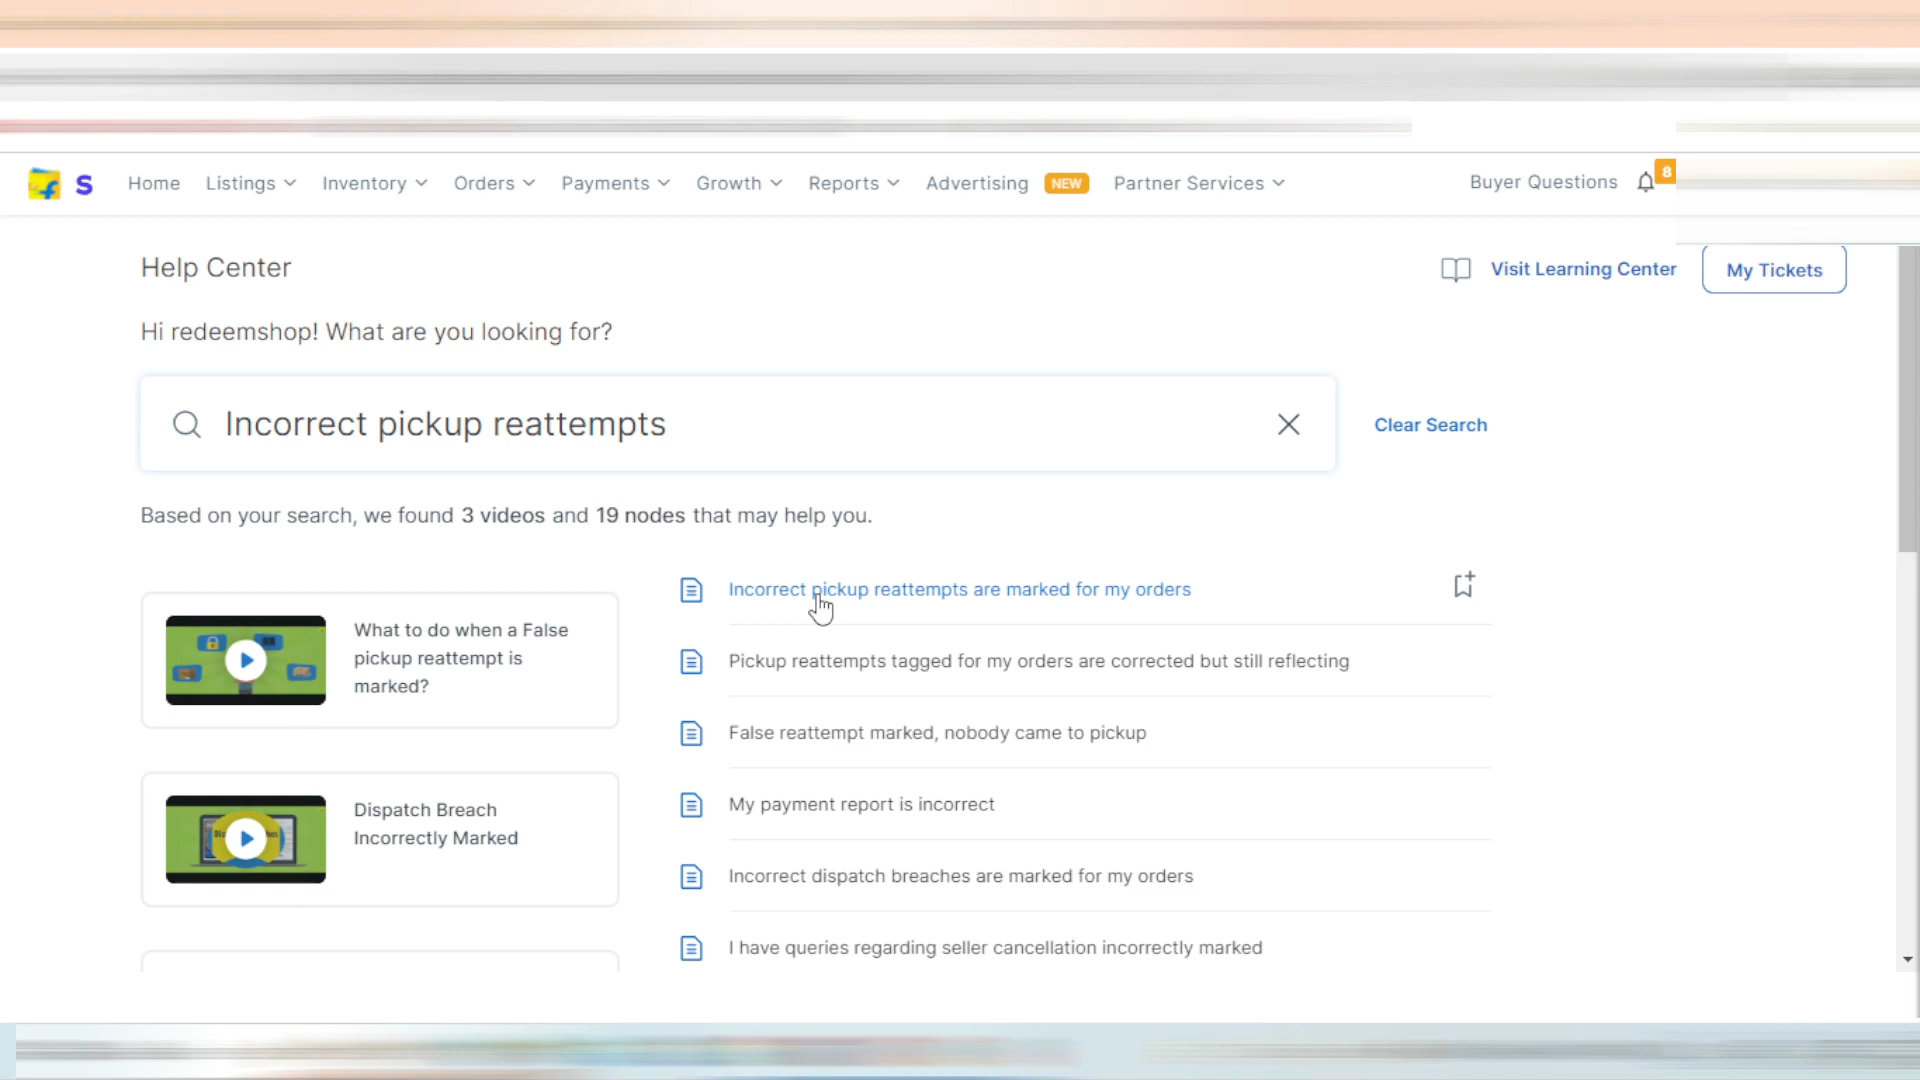 S Home Listings Inventory Orders Payments Growth Reports Advertising NEW Partner Services Buyer Questions 8
Help Center
Visit Learning Center
My Tickets
Hi redeemshop! What are you looking for?
Incorrect pickup reattempts
Clear Search
Based on your search, we found 3 videos and 19 nodes that may help you.
What to do when a False
pickup reattempt is
marked?
Dispatch Breach
Incorrectly Marked
Incorrect pickup reattempts are marked for my orders
Pickup reattempts tagged for my orders are corrected but still reflecting
False reattempt marked, nobody came to pickup
My payment report is incorrect
Incorrect dispatch breaches are marked for my orders
I have queries regarding seller cancellation incorrectly marked